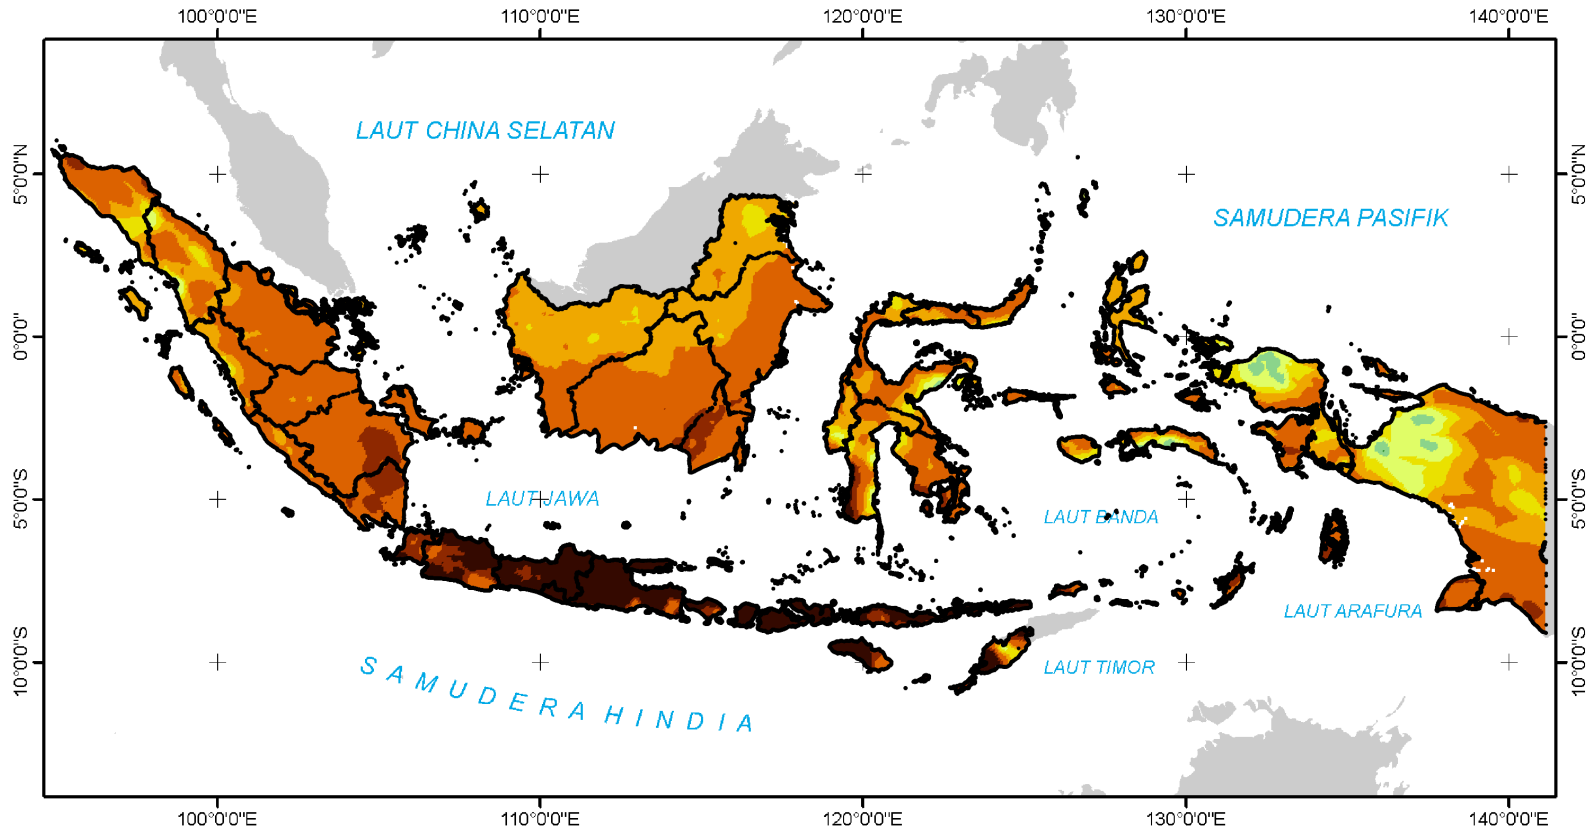 100°0'0"E 110°0'0"E 120°0'0"E 130°0'0"E 140°0'0"E
LAUT CHINA SELATAN
5°0'0"N 5°0'0"N
SAMUDERA PASIFIK
0°0'0" 0°0'0"
5°0'0"S 5°0'0"S
LAUT JAWA
LAUT BANDA
LAUT ARAFURA
10°0'0"S 10°0'0"S
LAUT TIMOR
SAMUDERA HINDIA
100°0'0"E 110°0'0"E 120°0'0"E 130°0'0"E 140°0'0"E